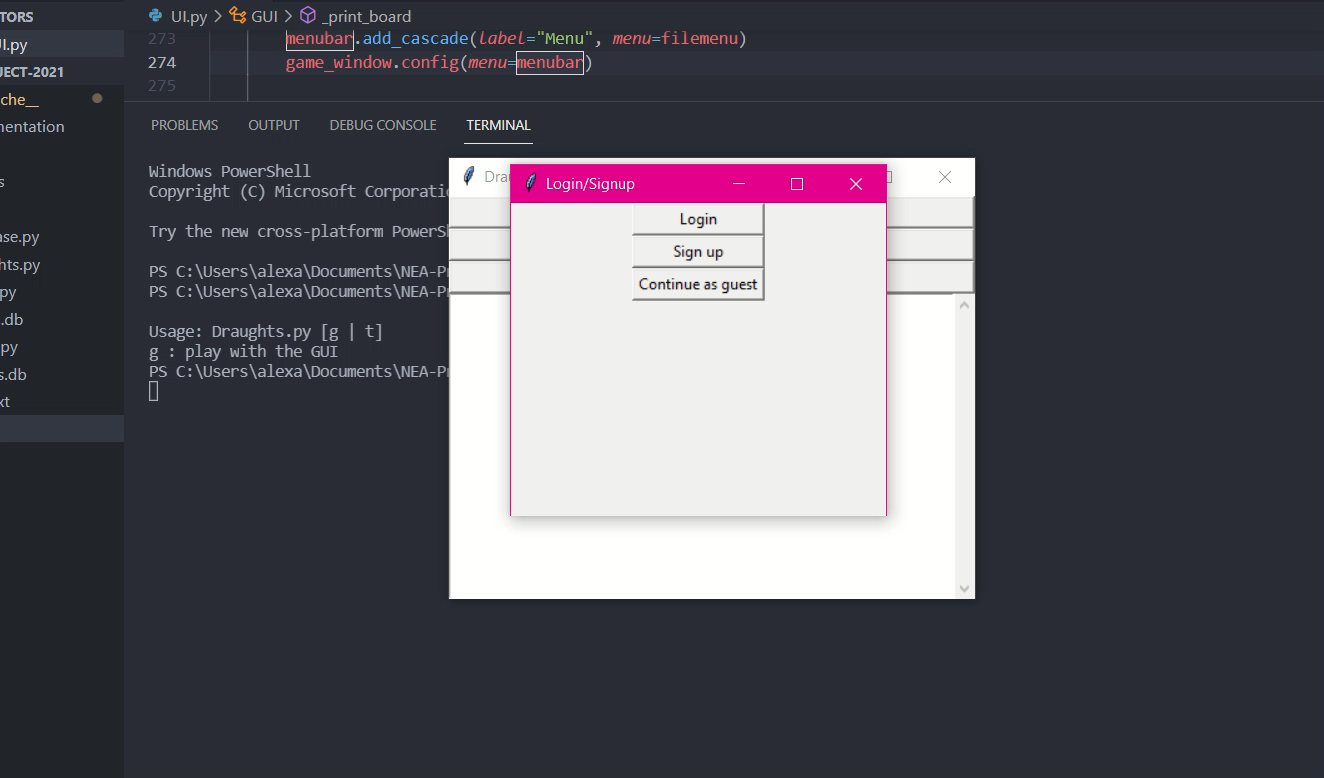 TORS
UI.py > GUI > _print_board
273 menubar.add_cascade(label="Menu", menu=filemenu)
274 game_window.config(menu=menubar)
275
JI.py
JECT-2021
che__
nentation
s
ase.py
hts.py
py
.db
py
s.db
xt
PROBLEMS OUTPUT DEBUG CONSOLE TERMINAL
Windows PowerShell
Copyright (C) Microsoft Corporatio
Try the new cross-platform PowerSh
PS C:\Users\alexa\Documents\NEA-Pr
PS C:\Users\alexa\Documents\NEA-Pr
Usage: Draughts.py [g | t]
g : play with the GUI
PS C:\Users\alexa\Documents\NEA-Pr
Drau
Login/Signup
Login
Sign up
Continue as guest